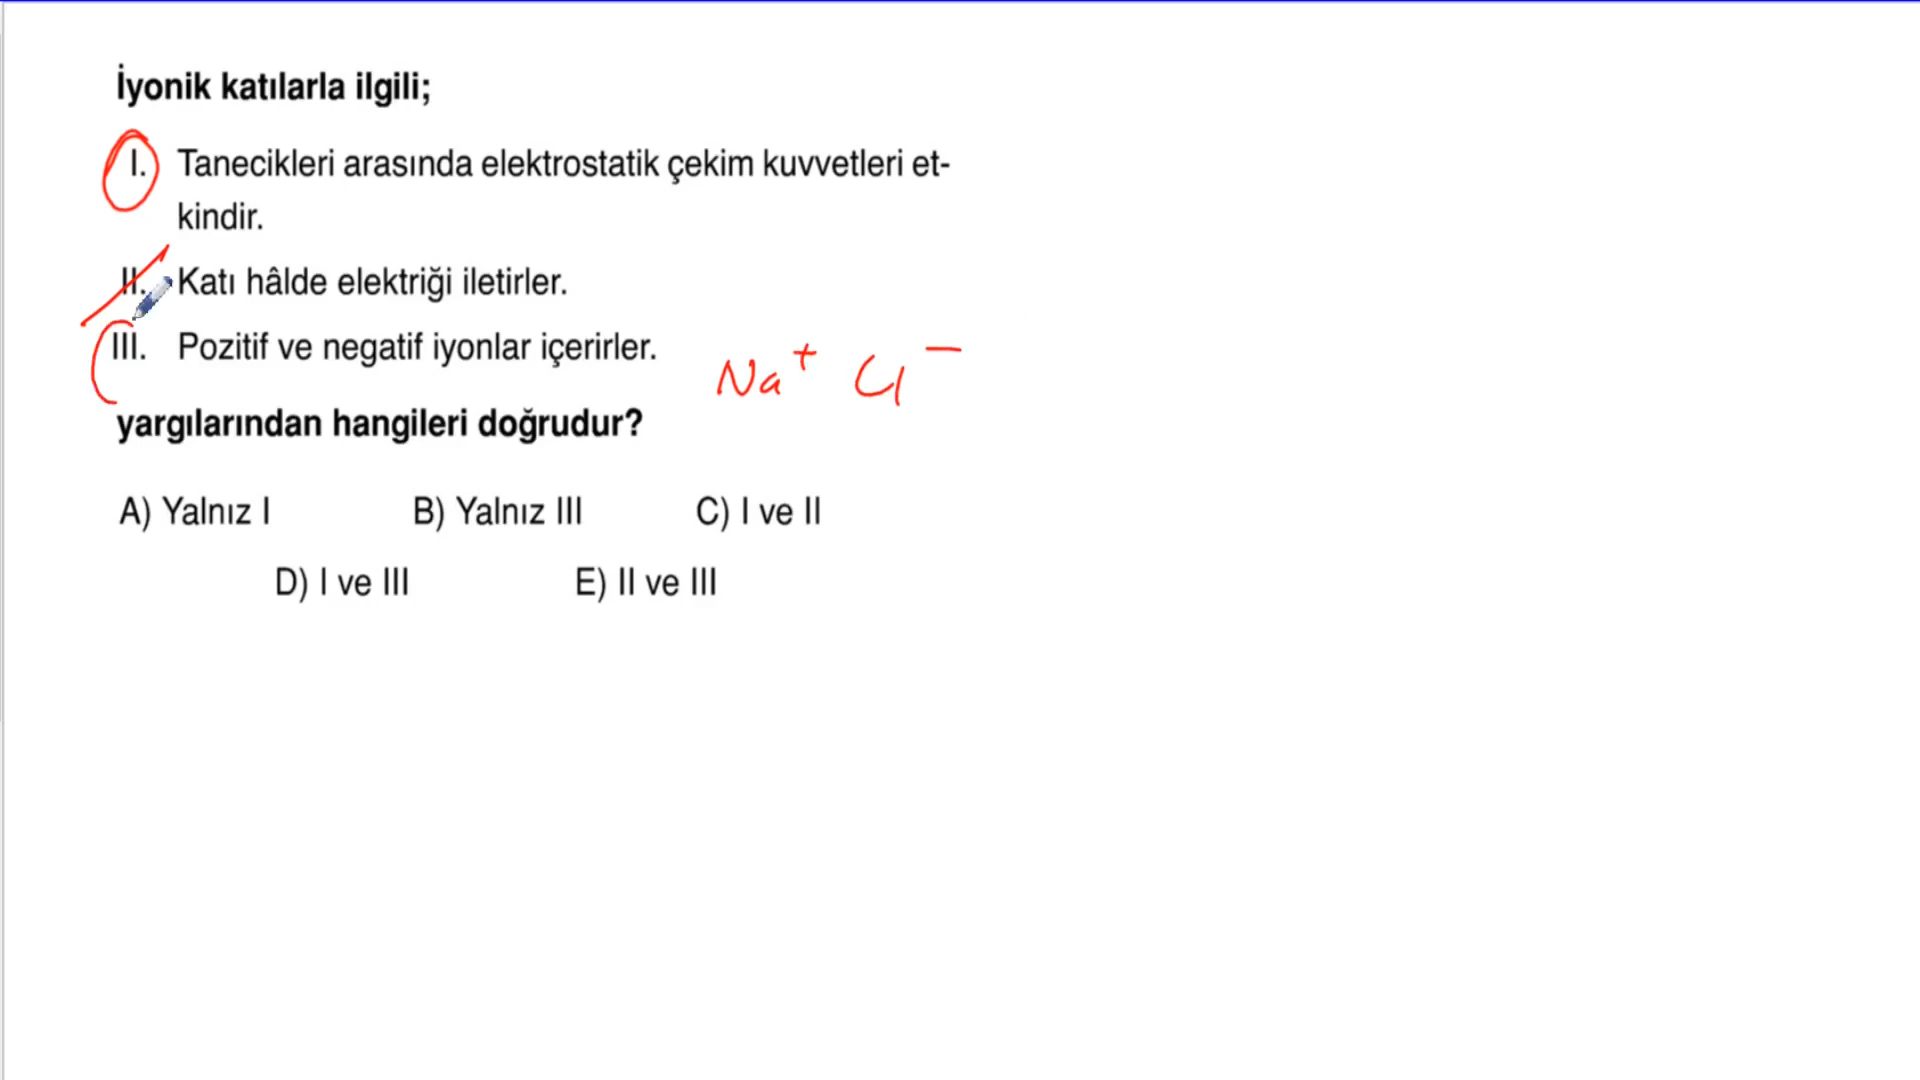 İyonik katılarla ilgili;
I. Tanecikleri arasında elektrostatik çekim kuvvetleri et-
kindir.
II. Katı hâlde elektriği iletirler.
III. Pozitif ve negatif iyonlar içerirler.
Na⁺ Cl⁻
yargılarından hangileri doğrudur?
A) Yalnız I B) Yalnız III C) I ve II
D) I ve III E) II ve III